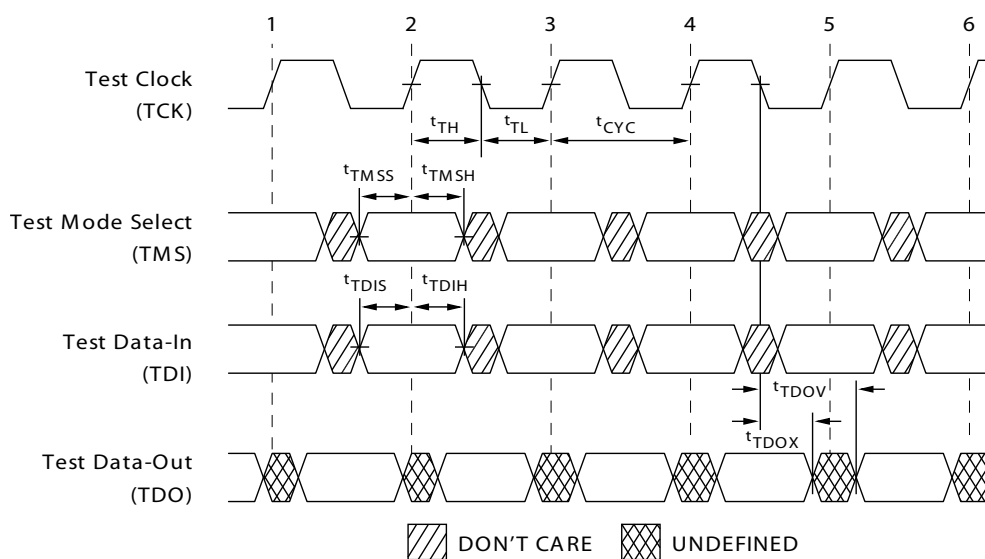 1 2 3 4 5 6
Test Clock
(TCK)
tTH tTL tCYC
tTMSS tTMSH
Test Mode Select
(TMS)
tTDIS tTDIH
Test Data-In
(TDI)
tTDOV
tTDOX
Test Data-Out
(TDO)
DON'T CARE UNDEFINED